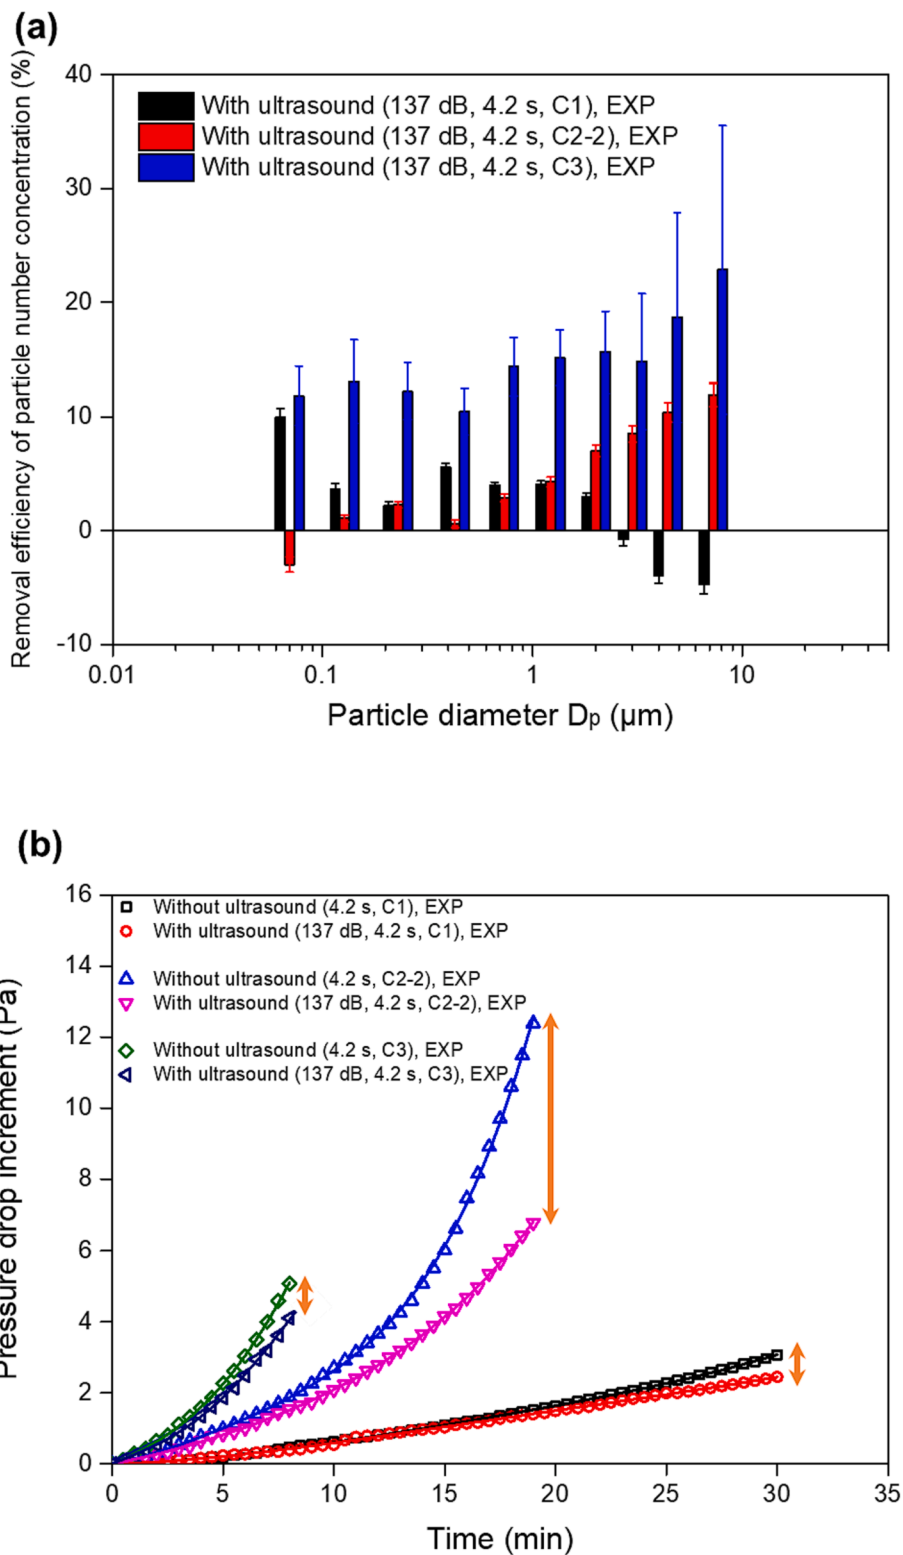 (a)
Removal efficiency of particle number concentration (%)
40
30
20
10
0
-10
With ultrasound (137 dB, 4.2 s, C1), EXP
With ultrasound (137 dB, 4.2 s, C2-2), EXP
With ultrasound (137 dB, 4.2 s, C3), EXP
0.01
0.1
1
10
Particle diameter Dp (μm)
(b)
Pressure drop increment (Pa)
16
14
12
10
8
6
4
2
0
Without ultrasound (4.2 s, C1), EXP
With ultrasound (137 dB, 4.2 s, C1), EXP
Without ultrasound (4.2 s, C2-2), EXP
With ultrasound (137 dB, 4.2 s, C2-2), EXP
Without ultrasound (4.2 s, C3), EXP
With ultrasound (137 dB, 4.2 s, C3), EXP
0
5
10
15
20
25
30
35
Time (min)